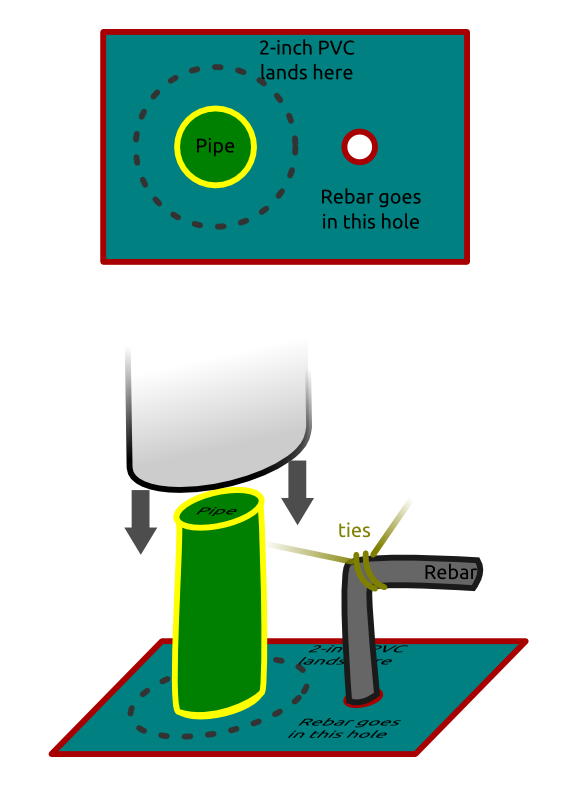 2-inch PVC
lands here
Pipe
Rebar goes
in this hole
Pipe
ties
Rebar
2-inch PVC
lands here
Rebar goes
in this hole